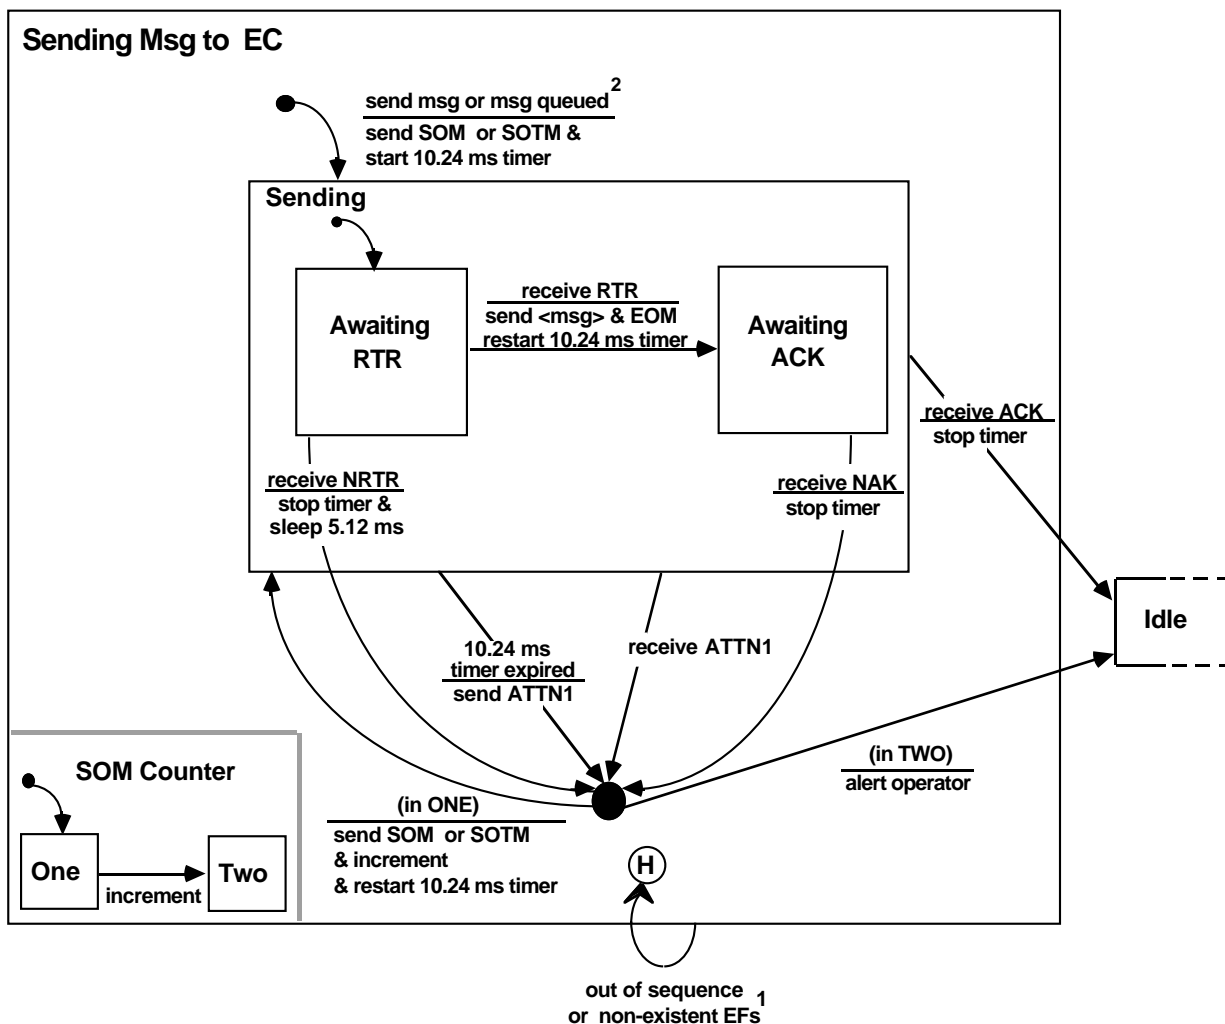 Sending Msg to EC
send msg or msg queued 2
send SOM or SOTM &
start 10.24 ms timer
Sending
Awaiting
RTR
receive RTR
send <msg> & EOM
restart 10.24 ms timer
Awaiting
ACK
receive ACK
stop timer
receive NRTR
stop timer &
sleep 5.12 ms
receive NAK
stop timer
Idle
10.24 ms
timer expired
send ATTN1
receive ATTN1
(in TWO)
alert operator
SOM Counter
One
increment
Two
(in ONE)
send SOM or SOTM
& increment
& restart 10.24 ms timer
H
out of sequence
or non-existent EFs 1